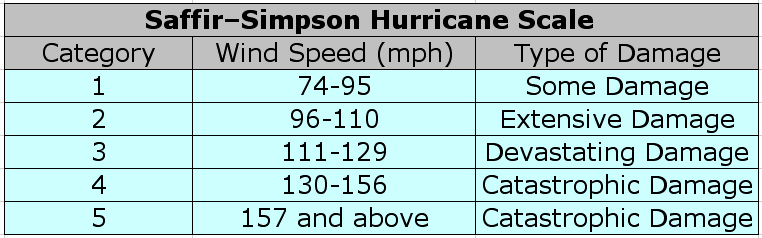 Saffir–Simpson Hurricane Scale
Category Wind Speed (mph) Type of Damage
1 74-95 Some Damage
2 96-110 Extensive Damage
3 111-129 Devastating Damage
4 130-156 Catastrophic Damage
5 157 and above Catastrophic Damage